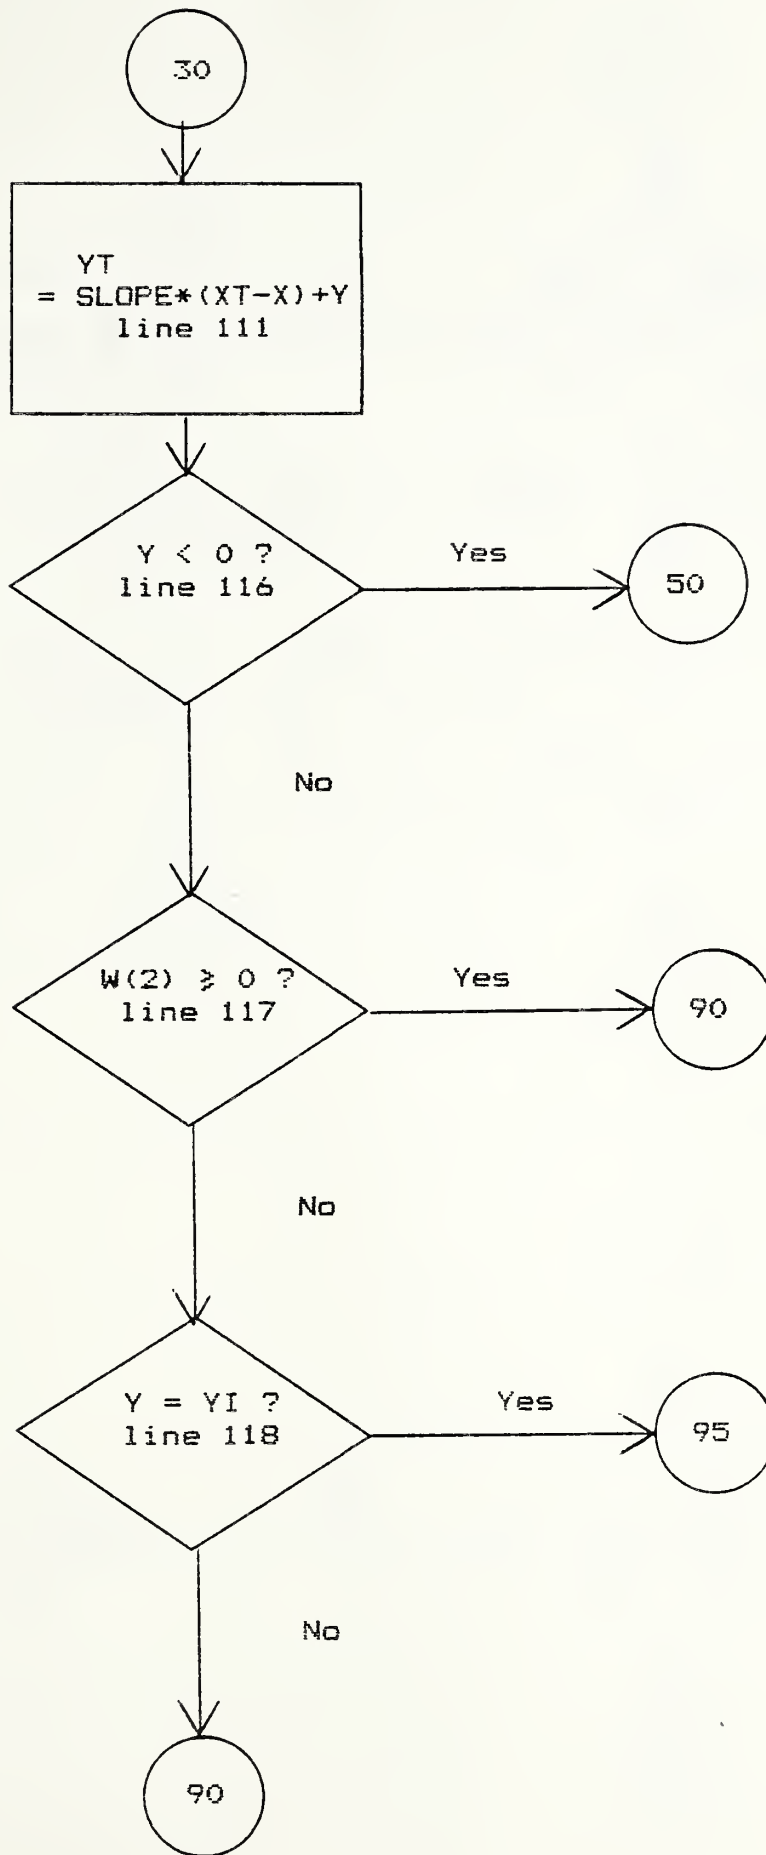 30
YT
= SLOPE*(XT-X)+Y
line 111
Y < 0 ?
line 116
Yes
50
No
W(2) ≥ 0 ?
line 117
Yes
90
No
Y = YI ?
line 118
Yes
95
No
90